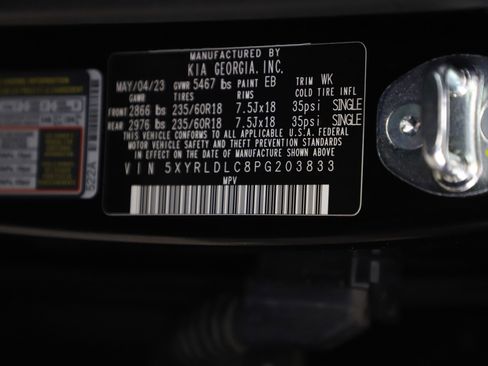 MANUFACTURED BY
KIA GEORGIA, INC.
MAY/04/23 GVWR 5467 lbs PAINT EB TRIM WK
GAWR TIRES RIMS COLD TIRE INFL
FRONT 2866 lbs 235/60R18 7.5Jx18 35psi SINGLE
REAR 2976 lbs 235/60R18 7.5Jx18 35psi SINGLE
THIS VEHICLE CONFORMS TO ALL APPLICABLE U.S.A. FEDERAL
MOTOR VEHICLE SAFETY AND THEFT PREVENTION STANDARDS
IN EFFECT ON THE DATE OF MANUFACTURE SHOWN ABOVE.
VIN 5XYRLDLC8PG203833
MPV
522A